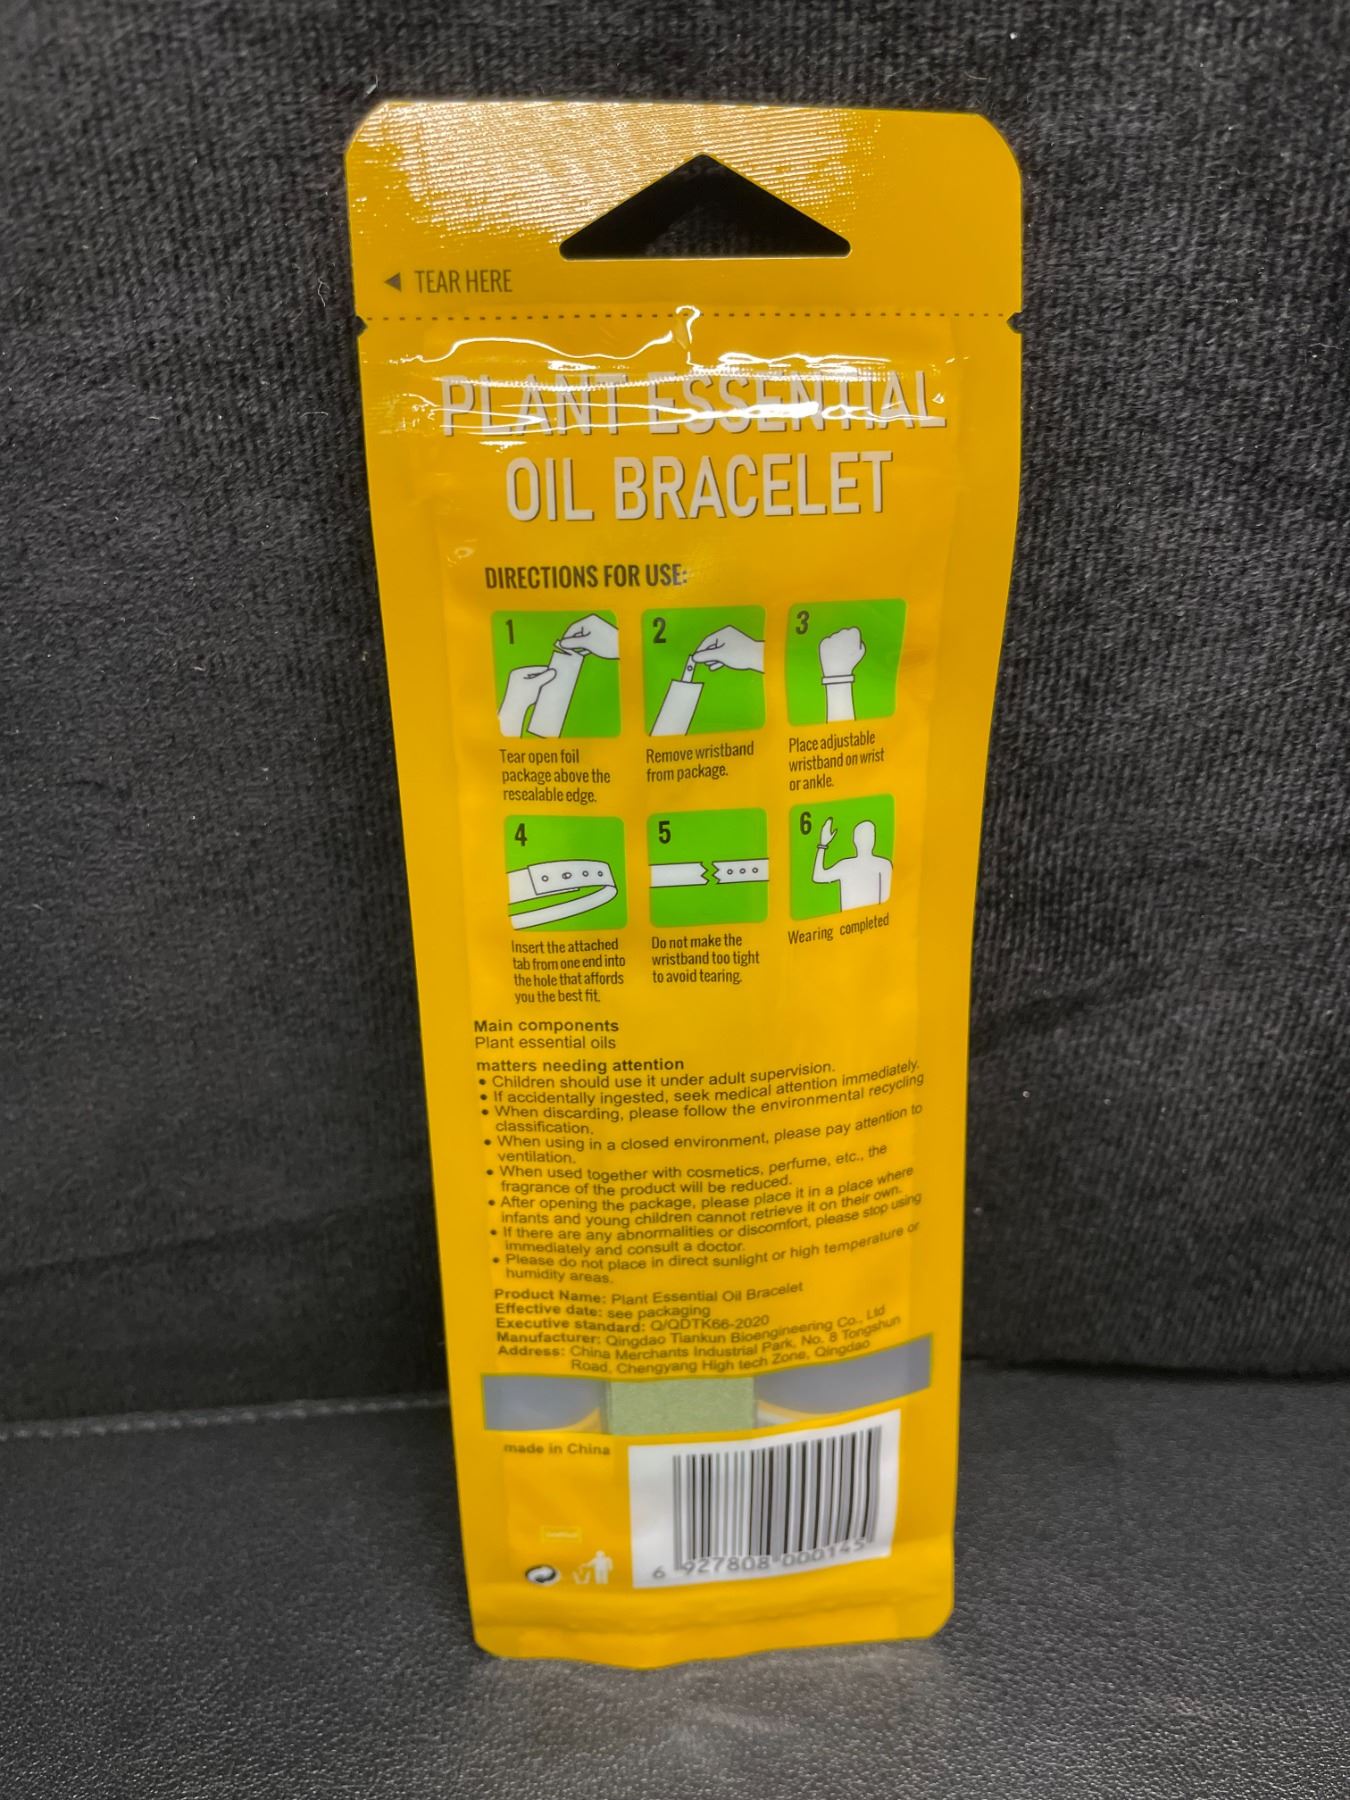 TEAR HERE
PLANT ESSENTIAL
OIL BRACELET
DIRECTIONS FOR USE:
1
Tear open foil
package above the
resealable edge.
2
Remove wristband
from package.
3
Place adjustable
wristband on wrist
or ankle.
4
Insert the attached
tab from one end into
the hole that affords
you the best fit.
5
Do not make the
wristband too tight
to avoid tearing.
6
Wearing completed
Main components
Plant essential oils
matters needing attention
• Children should use it under adult supervision.
• If accidentally ingested, seek medical attention immediately.
• When discarding, please follow the environmental recycling
classification.
• When using in a closed environment, please pay attention to
ventilation.
• When used together with cosmetics, perfume, etc., the
fragrance of the product will be reduced.
• After opening the package, please place it in a place where
infants and young children cannot retrieve it on their own.
• If there are any abnormalities or discomfort, please stop using
immediately and consult a doctor.
• Please do not place in direct sunlight or high temperature or
humidity areas.
Product Name: Plant Essential Oil Bracelet
Effective date: see packaging
Executive standard: Q/QDTK66-2020
Manufacturer: Qingdao Tiankun Bioengineering Co., Ltd
Address: China Merchants Industrial Park, No. 8 Tongshun
Road, Chengyang High tech Zone, Qingdao
made in China
6 927808 000145